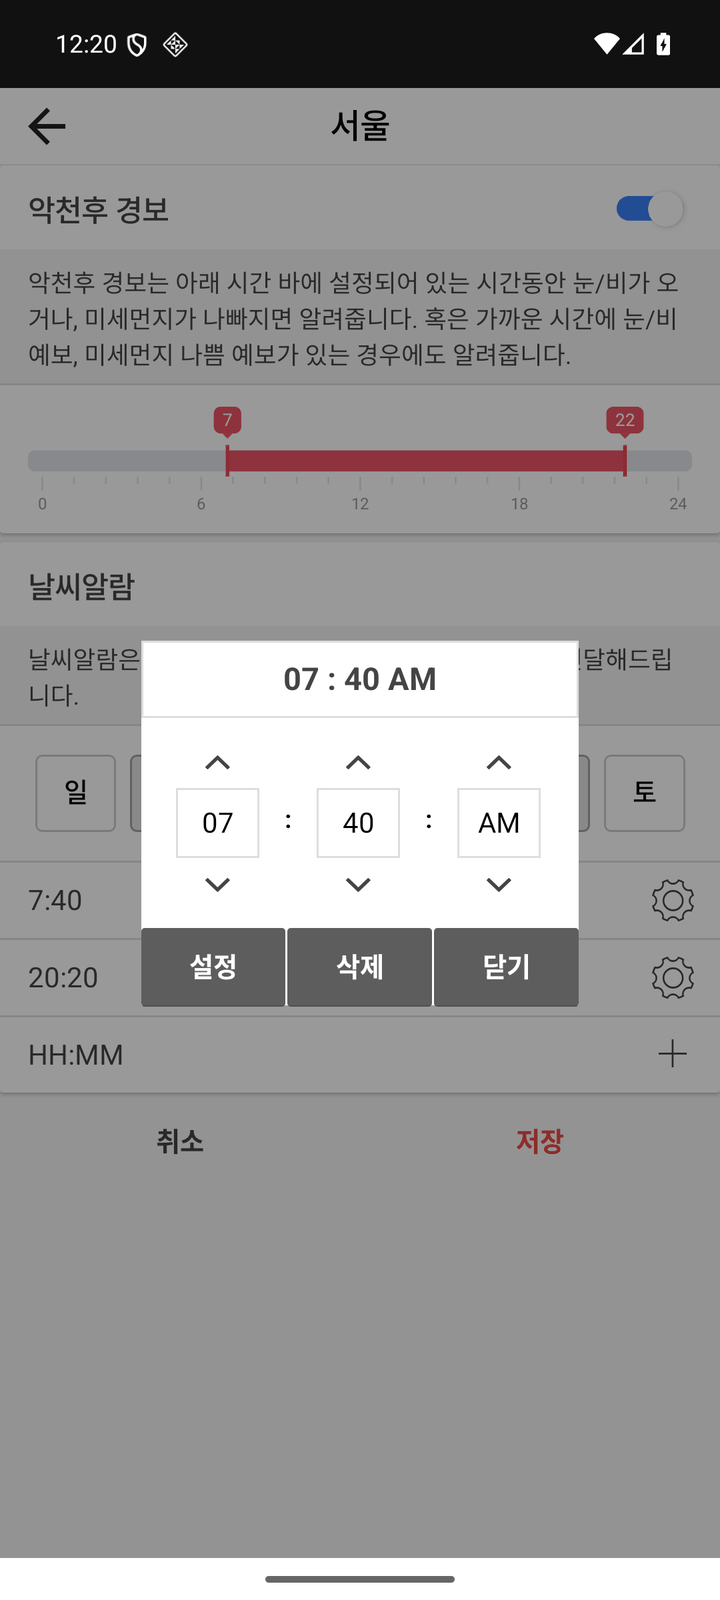 12:20
서울
악천후 경보
악천후 경보는 아래 시간 바에 설정되어 있는 시간동안 눈/비가 오
거나, 미세먼지가 나빠지면 알려줍니다. 혹은 가까운 시간에 눈/비
예보, 미세먼지 나쁨 예보가 있는 경우에도 알려줍니다.
7 22
0 6 12 18 24
날씨알람
날씨알람은
니다.
07 : 40 AM
일 토
07 : 40 : AM
7:40
설정 삭제 닫기
20:20
HH:MM
취소 저장